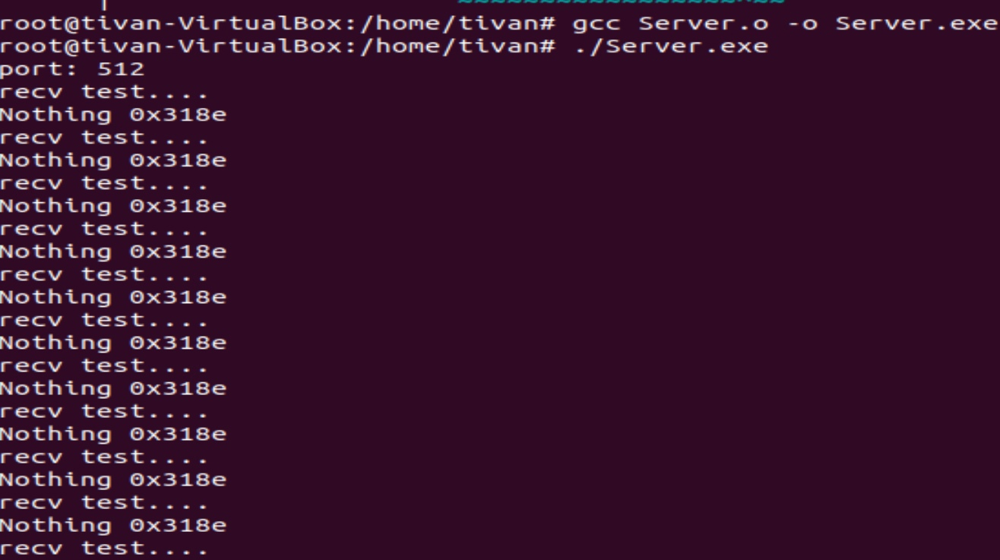 root@tivan-VirtualBox:/home/tivan# gcc Server.o -o Server.exe
root@tivan-VirtualBox:/home/tivan# ./Server.exe
port: 512
recv test....
Nothing 0x318e
recv test....
Nothing 0x318e
recv test....
Nothing 0x318e
recv test....
Nothing 0x318e
recv test....
Nothing 0x318e
recv test....
Nothing 0x318e
recv test....
Nothing 0x318e
recv test....
Nothing 0x318e
recv test....
Nothing 0x318e
recv test....
Nothing 0x318e
recv test....